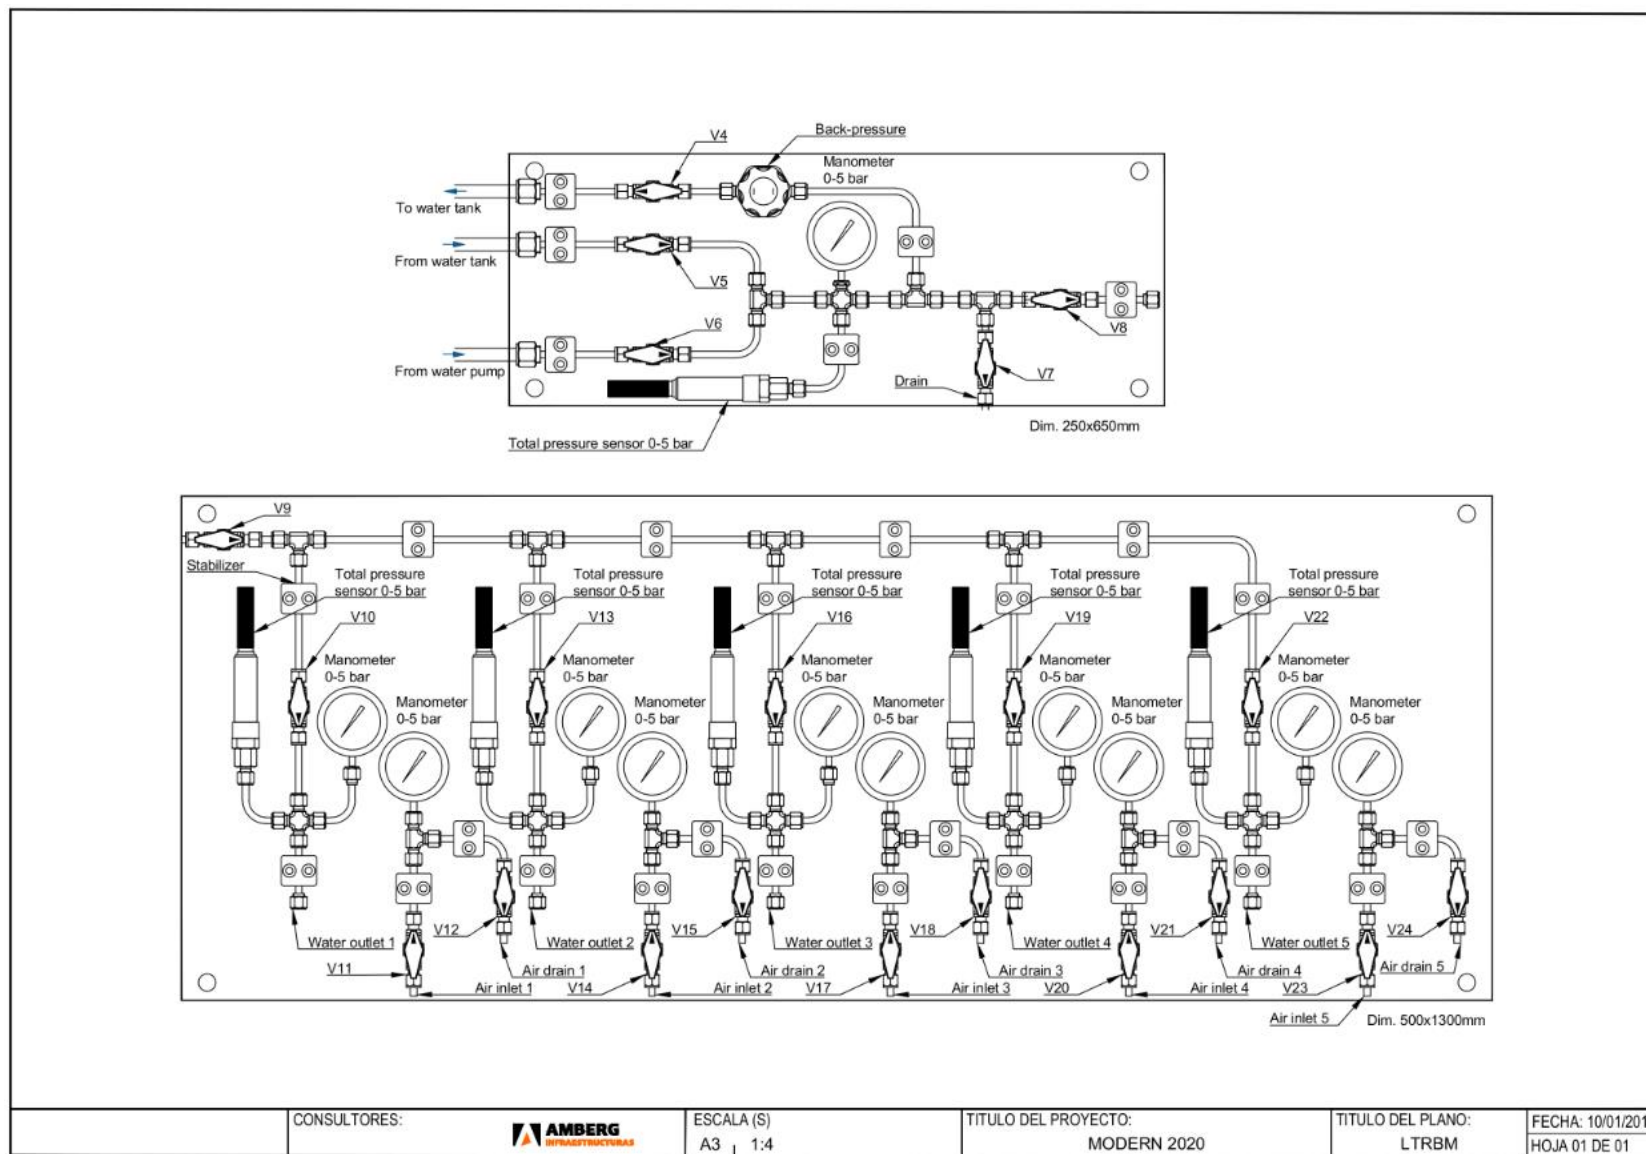 V4
Back-pressure
Manometer
0-5 bar
To water tank
From water tank
V5
V6
V8
From water pump
V7
Drain
Dim. 250x650mm
Total pressure sensor 0-5 bar
V9
Stabilizer
Total pressure
sensor 0-5 bar
Total pressure
sensor 0-5 bar
Total pressure
sensor 0-5 bar
Total pressure
sensor 0-5 bar
Total pressure
sensor 0-5 bar
V10
V13
V16
V19
V22
Manometer
0-5 bar
Manometer
0-5 bar
Manometer
0-5 bar
Manometer
0-5 bar
Manometer
0-5 bar
Manometer
0-5 bar
Manometer
0-5 bar
Manometer
0-5 bar
Manometer
0-5 bar
Manometer
0-5 bar
V12
V15
V18
V21
V24
Water outlet 1
Water outlet 2
Water outlet 3
Water outlet 4
Water outlet 5
V11
Air drain 1
Air drain 2
Air drain 3
Air drain 4
Air drain 5
Air inlet 1
V14
Air inlet 2
V17
Air inlet 3
V20
Air inlet 4
V23
Air inlet 5
Dim. 500x1300mm
CONSULTORES:
AMBERG
INFRAESTRUCTURAS
ESCALA (S)
A3 1:4
TITULO DEL PROYECTO:
MODERN 2020
TITULO DEL PLANO:
LTRBM
FECHA: 10/01/201
HOJA 01 DE 01